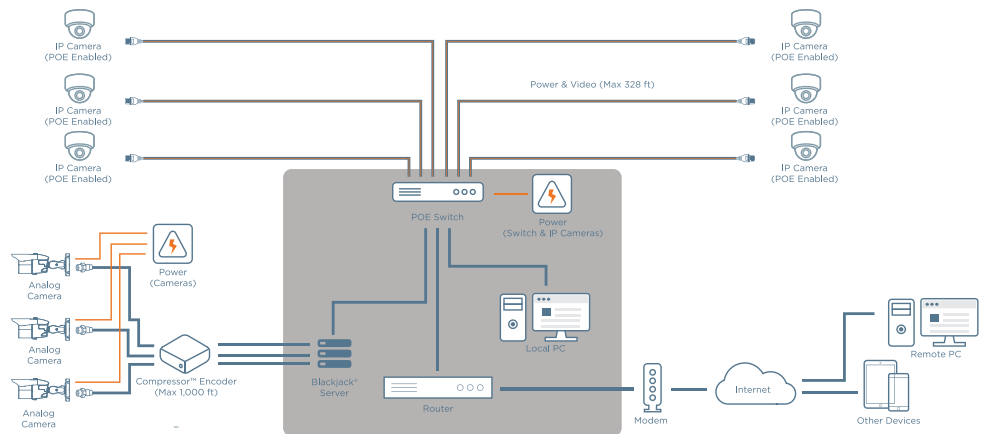 IP Camera
(POE Enabled)
IP Camera
(POE Enabled)
Power & Video (Max 328 ft)
IP Camera
(POE Enabled)
IP Camera
(POE Enabled)
IP Camera
(POE Enabled)
IP Camera
(POE Enabled)
POE Switch
Power
(Switch & IP Cameras)
Power
(Cameras)
Analog
Camera
Analog
Camera
Local PC
Remote PC
Compressor™ Encoder
(Max 1,000 ft)
Blackjack®
Server
Internet
Analog
Camera
Router
Modem
Other Devices